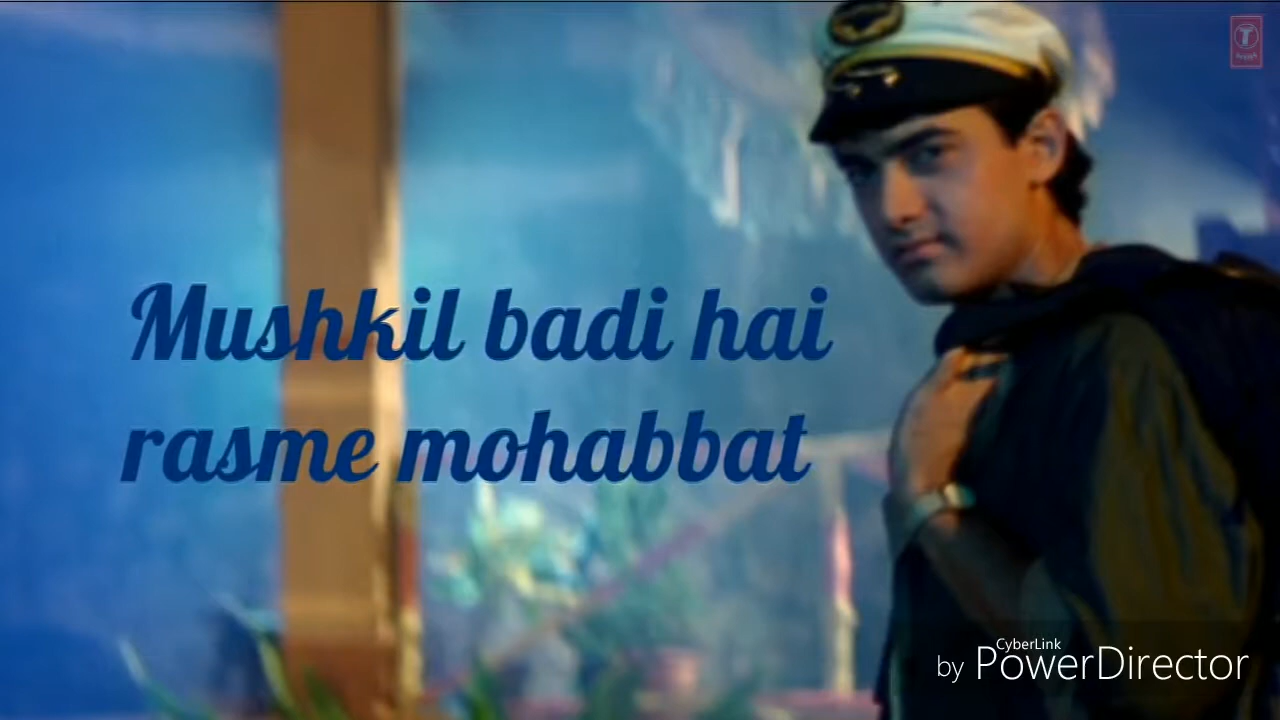 Mushkil badi hai
rasme mohabbat
CyberLink
by PowerDirector